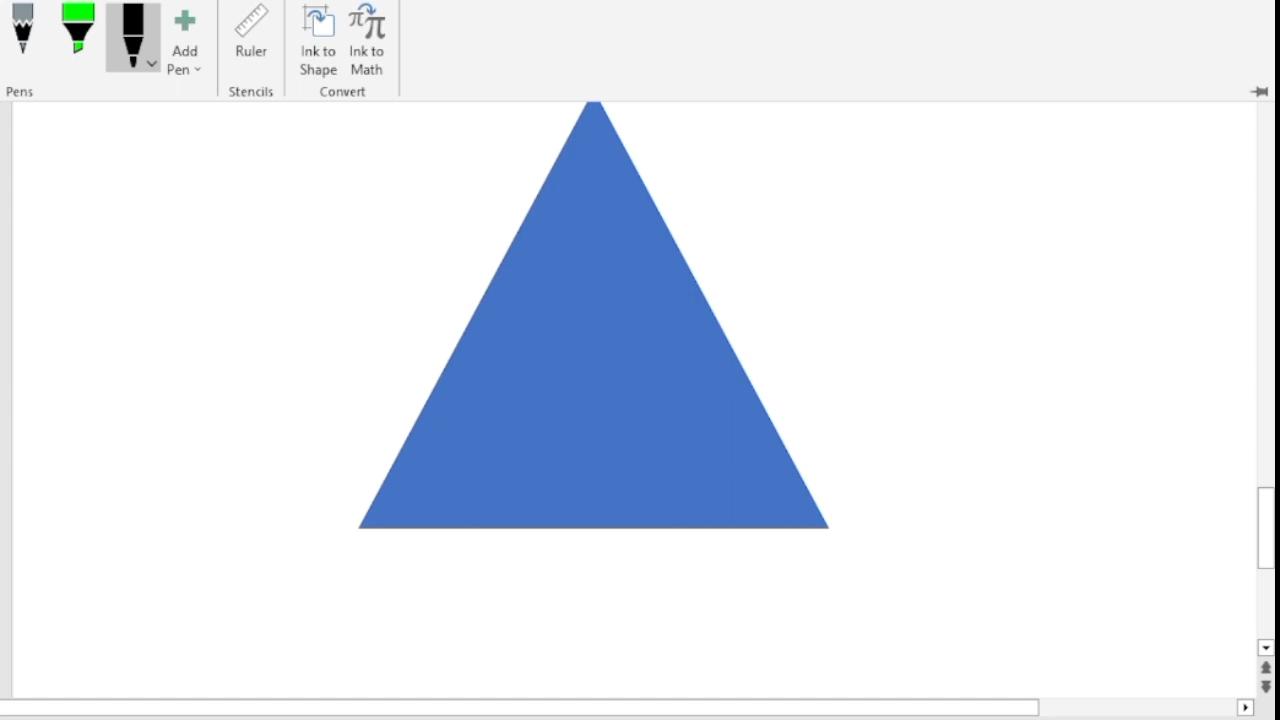 Add
Pen
Ruler
Ink to
Shape
Ink to
Math
Pens
Stencils
Convert